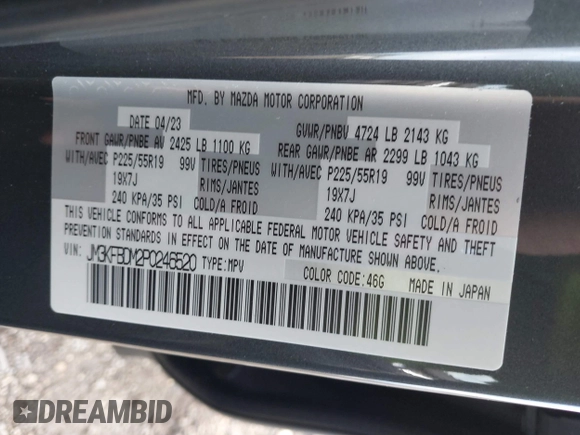 MFD. BY MAZDA MOTOR CORPORATION
DATE 04/23 GVWR/PNBV 4724 LB 2143 KG
FRONT GAWR/PNBE AV 2425 LB 1100 KG REAR GAWR/PNBE AR 2299 LB 1043 KG
WITH/AVEC P225/55R19 99V TIRES/PNEUS WITH/AVEC P225/55R19 99V TIRES/PNEUS
19X7J RIMS/JANTES 19X7J RIMS/JANTES
240 KPA/35 PSI COLD/A FROID 240 KPA/35 PSI COLD/A FROID
THIS VEHICLE CONFORMS TO ALL APPLICABLE FEDERAL MOTOR VEHICLE SAFETY AND THEFT
PREVENTION STANDARDS IN EFFECT ON THE DATE OF MANUFACTURE SHOWN ABOVE.
VIN: JM3KFBDM2P0246520 TYPE:MPV COLOR CODE:46G MADE IN JAPAN
DREAMBID